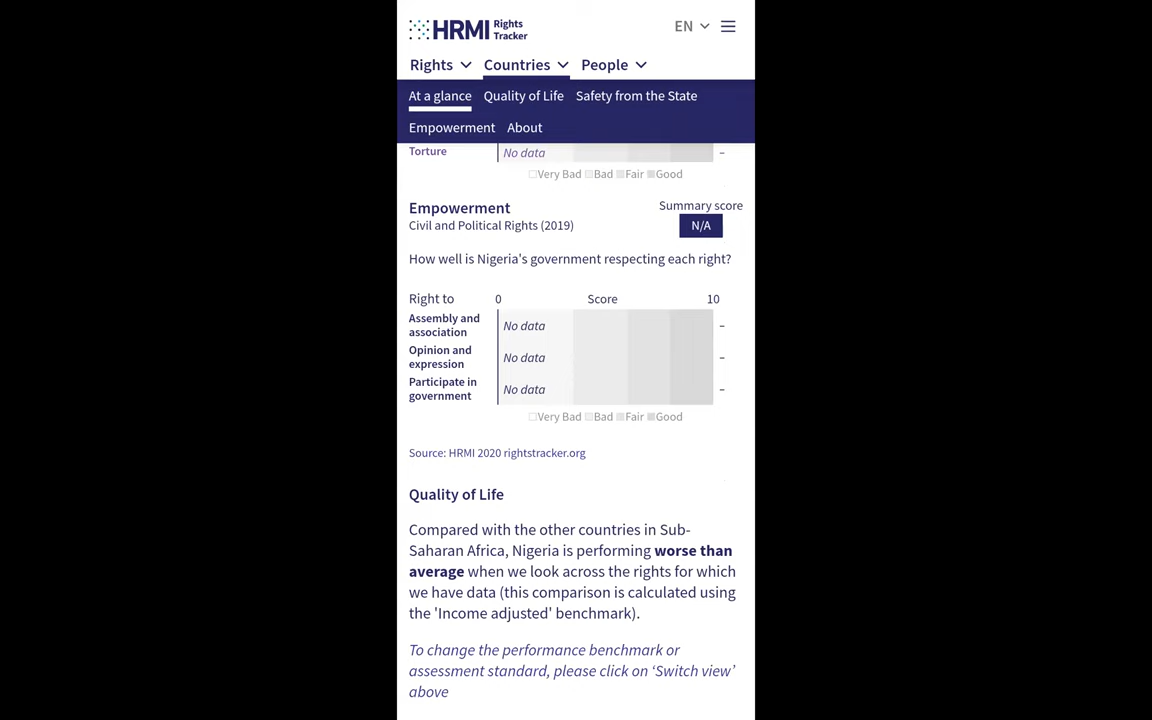 HRMI Rights Tracker
EN
Rights Countries People
At a glance Quality of Life Safety from the State
Empowerment About
Torture No data –
Very Bad Bad Fair Good
Empowerment Summary score
Civil and Political Rights (2019) N/A
How well is Nigeria's government respecting each right?
Right to 0 Score 10
Assembly and
association
No data –
Opinion and
expression
No data –
Participate in
government
No data –
Very Bad Bad Fair Good
Source: HRMI 2020 rightstracker.org
Quality of Life
Compared with the other countries in Sub-
Saharan Africa, Nigeria is performing worse than
average when we look across the rights for which
we have data (this comparison is calculated using
the 'Income adjusted' benchmark).
To change the performance benchmark or
assessment standard, please click on ‘Switch view’
above